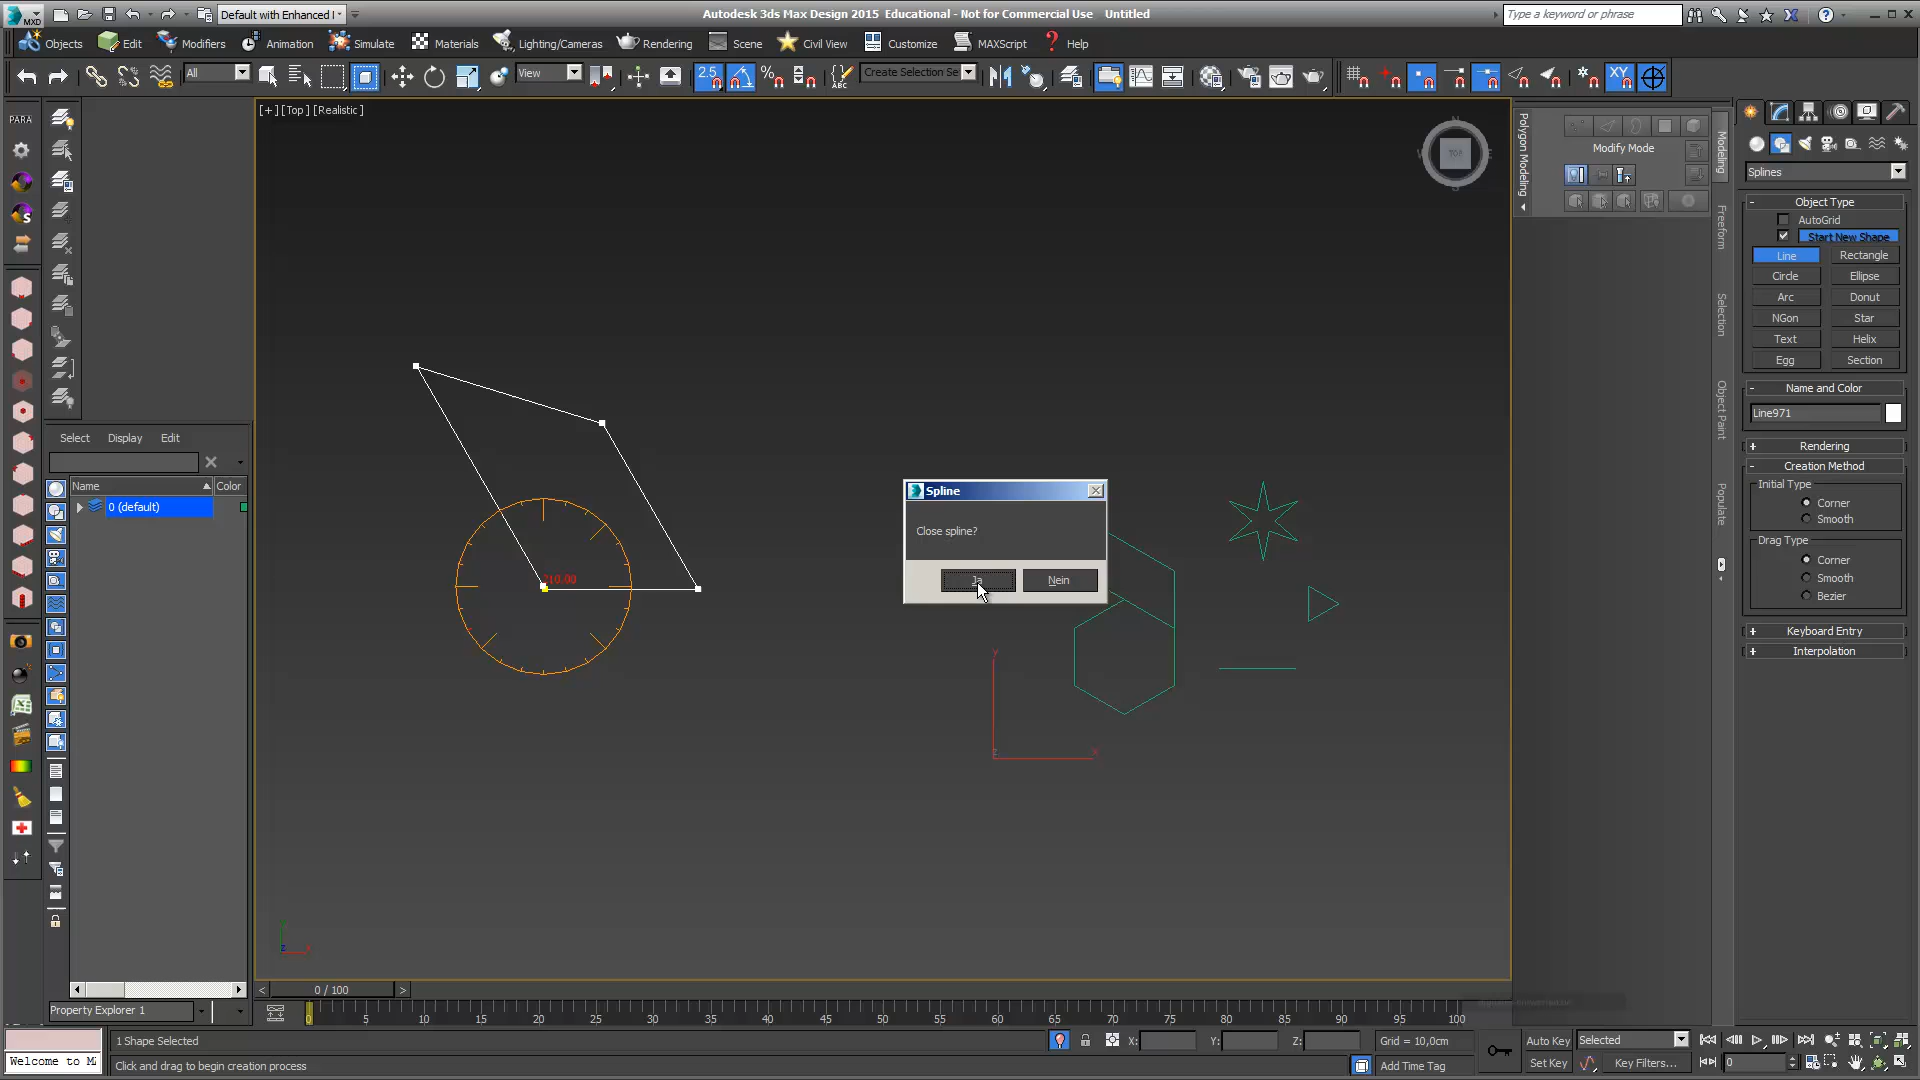 MXD
Default with Enhanced I
Autodesk 3ds Max Design 2015 Educational - Not for Commercial Use Untitled
Type a keyword or phrase
Objects Edit Modifiers Animation Simulate Materials Lighting/Cameras Rendering Scene Civil View Customize MAXScript Help
All View 2.5 ABC Create Selection Se XY
PARA
[+] [Top] [Realistic]
TOP
Polygon Modeling
Modify Mode
Modeling
Freeform
Selection
Object Paint
Populate
Splines
- Object Type
AutoGrid
Start New Shape
Line Rectangle
Circle Ellipse
Arc Donut
NGon Star
Text Helix
Egg Section
- Name and Color
Line971
+ Rendering
- Creation Method
Initial Type
Corner
Smooth
Drag Type
Corner
Smooth
Bezier
+ Keyboard Entry
+ Interpolation
Select Display Edit
Name Color
0 (default)
Spline
Close spline?
Ja Nein
Y
X
Z
Property Explorer 1
< 0 / 100 >
0 5 10 15 20 25 30 35 40 45 50 55 60 65 70 75 80 85 90 95 100
Welcome to M
1 Shape Selected
Click and drag to begin creation process
X: Y: Z: Grid = 10,0cm
Add Time Tag
Auto Key Selected
Set Key Key Filters...
0